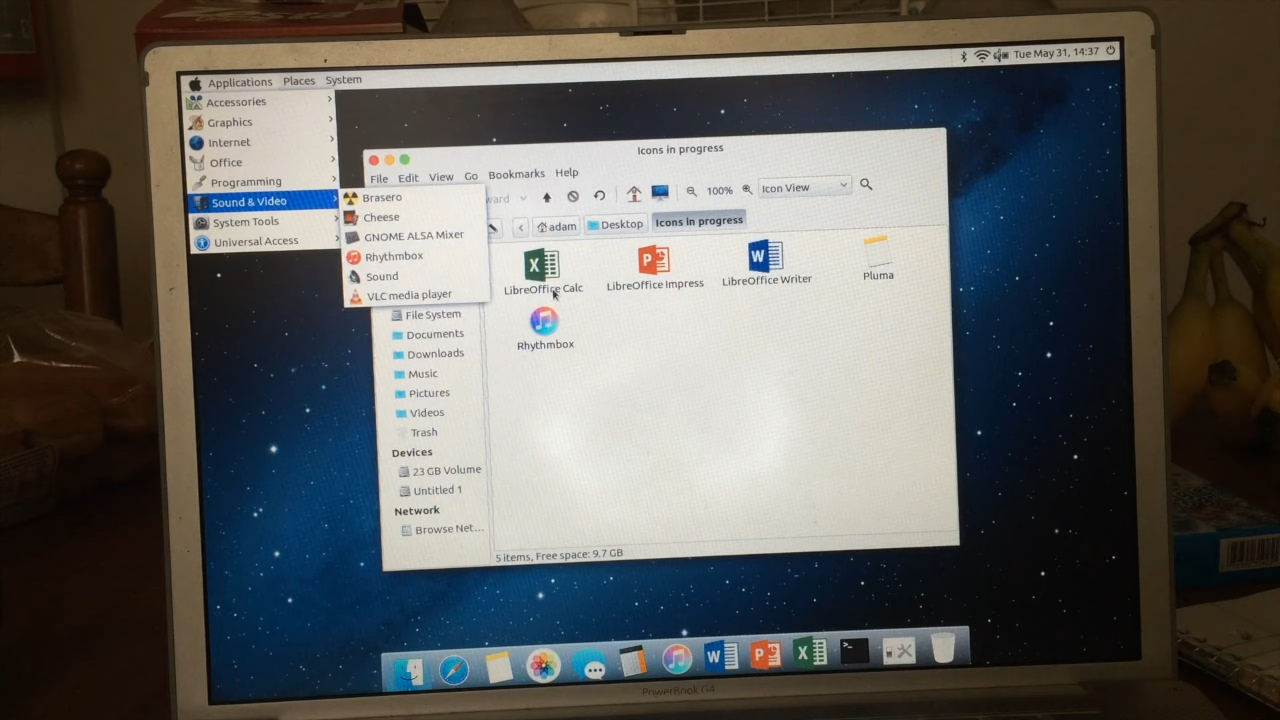 Applications Places System
Tue May 31, 14:37
Accessories
Graphics
Internet
Office
Programming
Sound & Video
System Tools
Universal Access
Brasero
Cheese
GNOME ALSA Mixer
Rhythmbox
Sound
VLC media player
Icons in progress
File Edit View Go Bookmarks Help
ward
100%
Icon View
adam
Desktop
Icons in progress
File System
Documents
Downloads
Music
Pictures
Videos
Trash
Devices
23 GB Volume
Untitled 1
Network
Browse Net...
LibreOffice Calc
LibreOffice Impress
LibreOffice Writer
Pluma
Rhythmbox
5 items, Free space: 9.7 GB
PowerBook G4